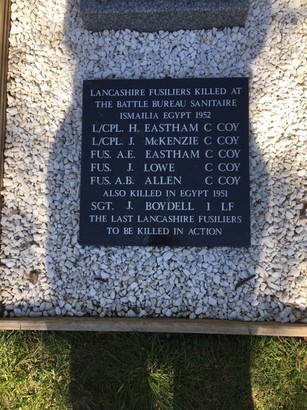 LANCASHIRE FUSILIERS KILLED AT
THE BATTLE BUREAU SANITAIRE
ISMAILIA EGYPT 1952
L/CPL. H. EASTHAM C COY
L/CPL. J. McKENZIE C COY
FUS. A.E. EASTHAM C COY
FUS. J. LOWE C COY
FUS. A.B. ALLEN C COY
ALSO KILLED IN EGYPT 1951
SGT. J. BOYDELL 1 LF
THE LAST LANCASHIRE FUSILIERS
TO BE KILLED IN ACTION